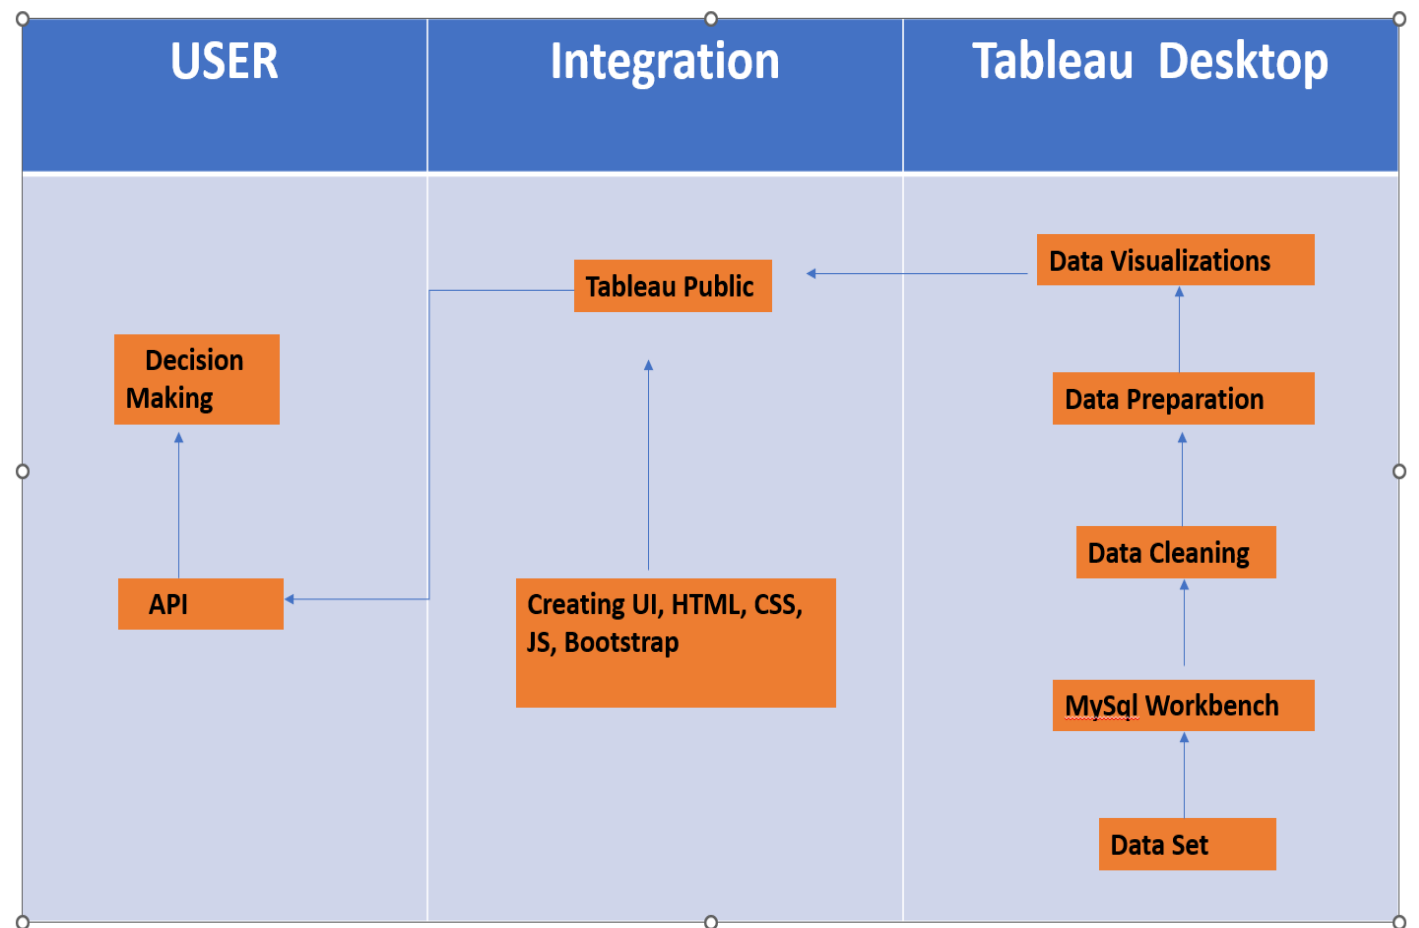 USER
Integration
Tableau  Desktop
Data Visualizations
Tableau Public
Decision
Making
Data Preparation
Data Cleaning
API
Creating UI, HTML, CSS,
JS, Bootstrap
MySql Workbench
Data Set